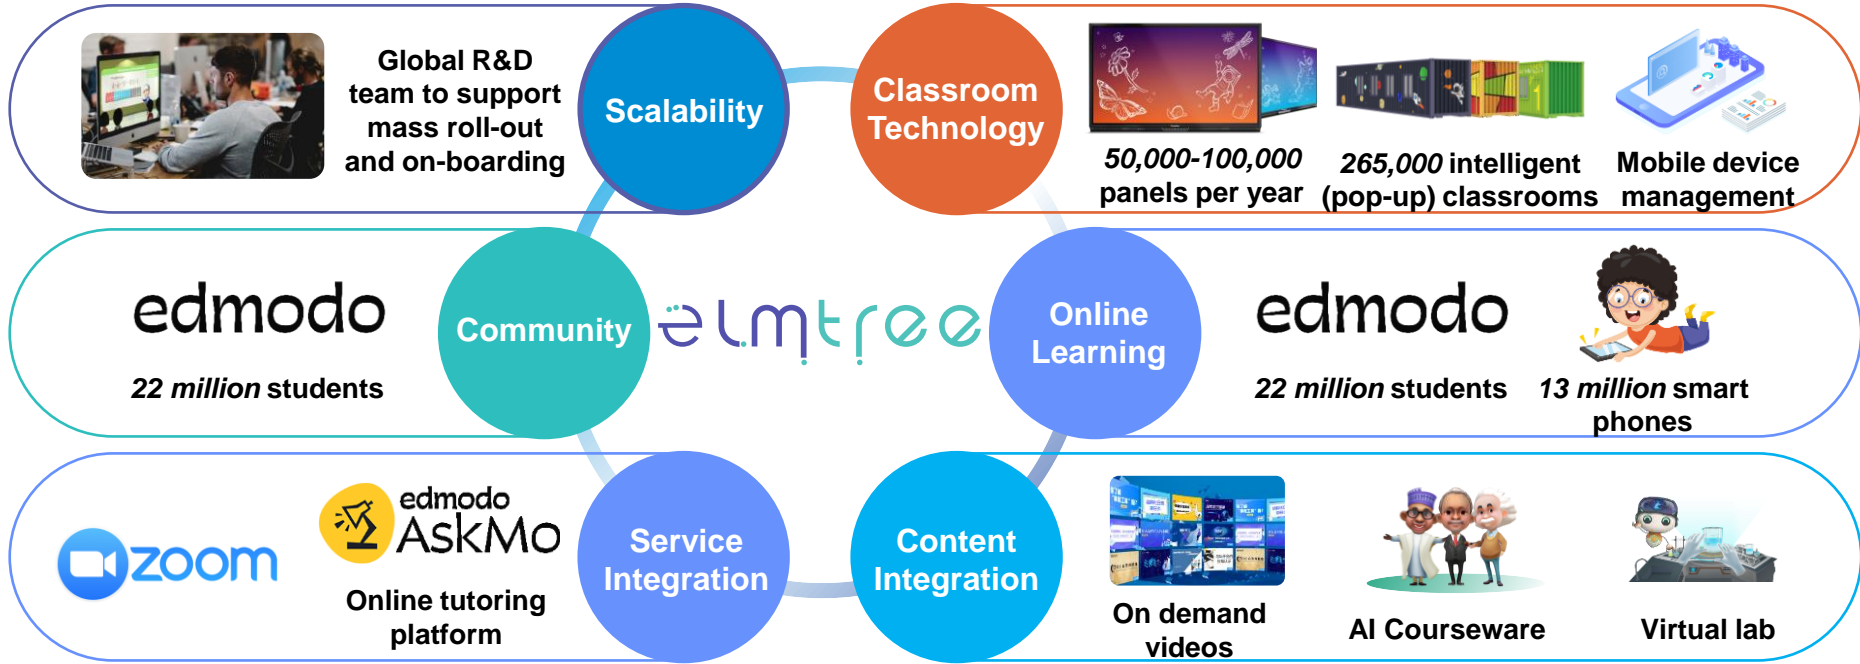 Global R&D
team to support
mass roll-out
and on-boarding
Scalability
Classroom
Technology
50,000-100,000
panels per year
265,000 intelligent
(pop-up) classrooms
Mobile device
management
edmodo
22 million students
Community
elmtree
Online
Learning
edmodo
22 million students
13 million smart
phones
zoom
edmodo
AskMo
Online tutoring
platform
Service
Integration
Content
Integration
On demand
videos
AI Courseware
Virtual lab